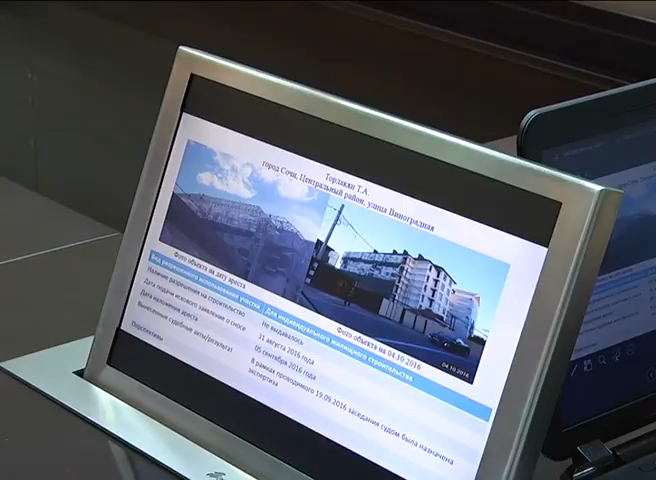 Тордакян Т.А.
город Сочи, Центральный район, улица Виноградная
Фото объекта на дату ареста
Фото объекта на 04.10.2016
04.10.2016
Вид разрешенного использования участка
Для индивидуального жилищного строительства
Наличие разрешения на строительство
Не выдавалось
Дата подачи искового заявления о сносе
11 августа 2016 года
Дата наложения ареста
05 сентября 2016 года
Вынесенные судебные акты/результат
В рамках проводимого 19.09.2016 заседания судом была назначена
экспертиза
Перспективы